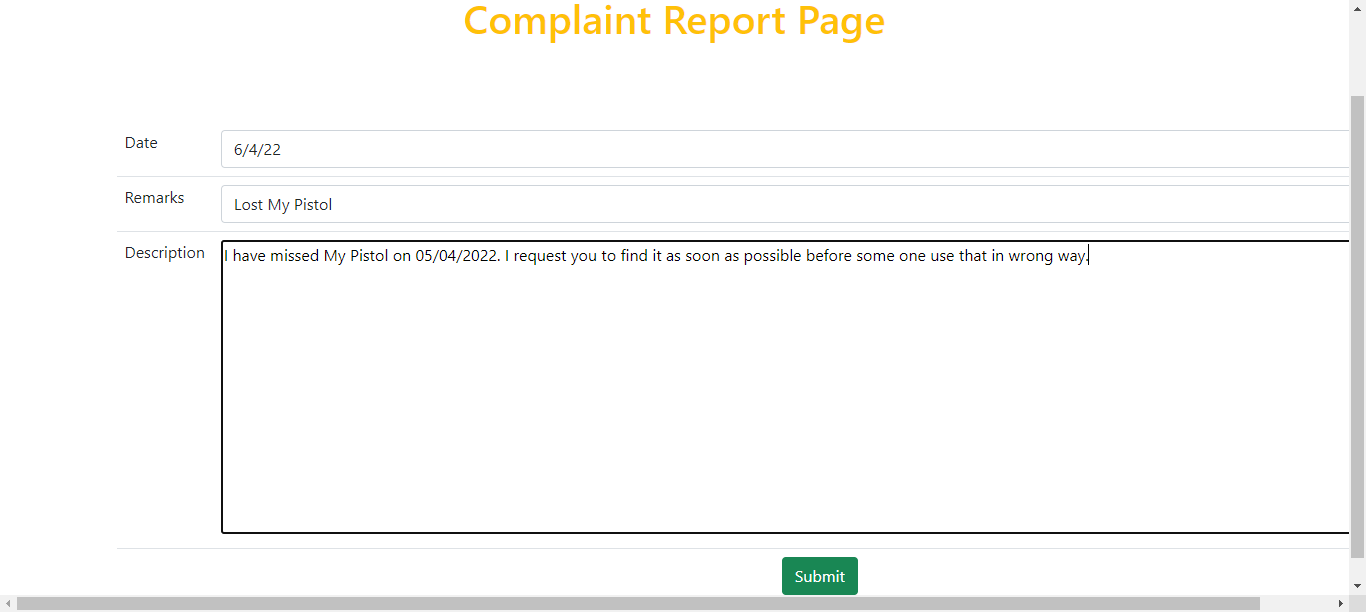 Complaint Report Page
Date
6/4/22
Remarks
Lost My Pistol
Description
I have missed My Pistol on 05/04/2022. I request you to find it as soon as possible before some one use that in wrong way.
Submit